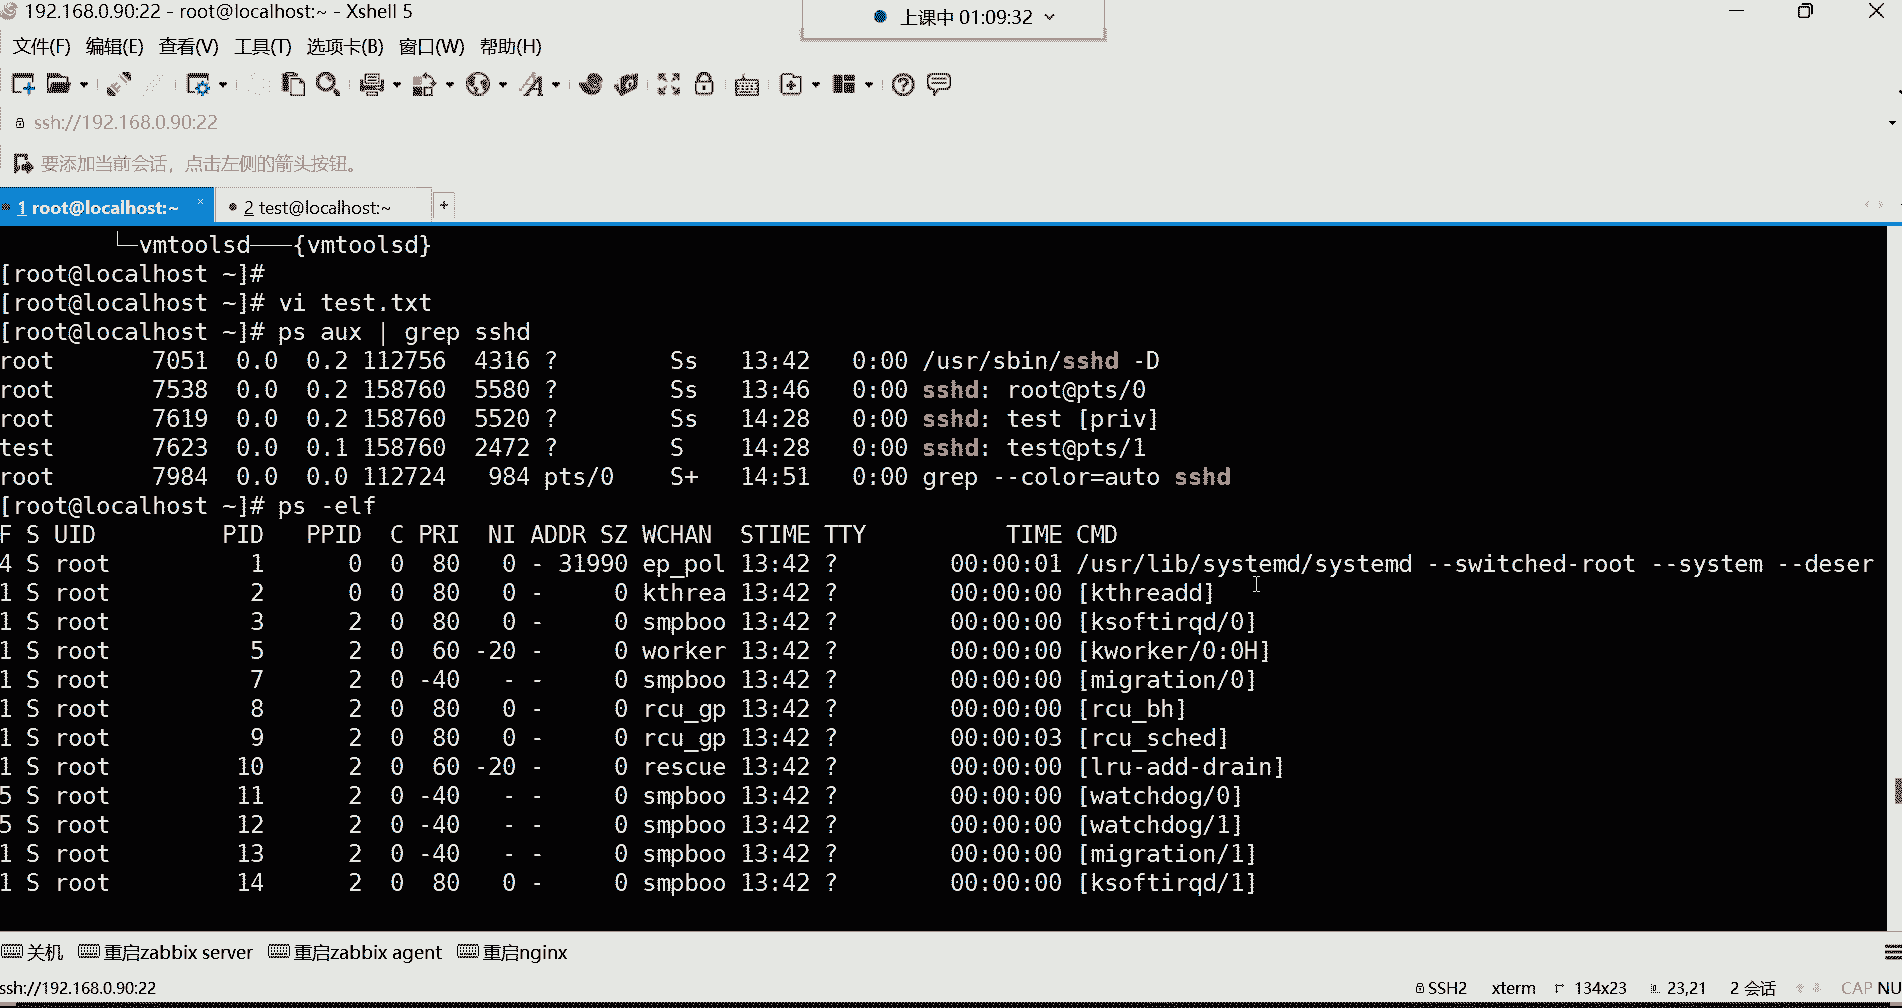 192.168.0.90:22 - root@localhost:~ - Xshell 5
上课中 01:09:32
文件(F) 编辑(E) 查看(V) 工具(T) 选项卡(B) 窗口(W) 帮助(H)
ssh://192.168.0.90:22
要添加当前会话，点击左侧的箭头按钮。
1 root@localhost:~ × 2 test@localhost:~ +
└─vmtoolsd───{vmtoolsd}
[root@localhost ~]#
[root@localhost ~]# vi test.txt
[root@localhost ~]# ps aux | grep sshd
root 7051 0.0 0.2 112756 4316 ? Ss 13:42 0:00 /usr/sbin/sshd -D
root 7538 0.0 0.2 158760 5580 ? Ss 13:46 0:00 sshd: root@pts/0
root 7619 0.0 0.2 158760 5520 ? Ss 14:28 0:00 sshd: test [priv]
test 7623 0.0 0.1 158760 2472 ? S 14:28 0:00 sshd: test@pts/1
root 7984 0.0 0.0 112724 984 pts/0 S+ 14:51 0:00 grep --color=auto sshd
[root@localhost ~]# ps -elf
F S UID PID PPID C PRI NI ADDR SZ WCHAN STIME TTY TIME CMD
4 S root 1 0 0 80 0 - 31990 ep_pol 13:42 ? 00:00:01 /usr/lib/systemd/systemd --switched-root --system --deser
1 S root 2 0 0 80 0 - 0 kthrea 13:42 ? 00:00:00 [kthreadd]
1 S root 3 2 0 80 0 - 0 smpboo 13:42 ? 00:00:00 [ksoftirqd/0]
1 S root 5 2 0 60 -20 - 0 worker 13:42 ? 00:00:00 [kworker/0:0H]
1 S root 7 2 0 -40 - - 0 smpboo 13:42 ? 00:00:00 [migration/0]
1 S root 8 2 0 80 0 - 0 rcu_gp 13:42 ? 00:00:00 [rcu_bh]
1 S root 9 2 0 80 0 - 0 rcu_gp 13:42 ? 00:00:03 [rcu_sched]
1 S root 10 2 0 60 -20 - 0 rescue 13:42 ? 00:00:00 [lru-add-drain]
5 S root 11 2 0 -40 - - 0 smpboo 13:42 ? 00:00:00 [watchdog/0]
5 S root 12 2 0 -40 - - 0 smpboo 13:42 ? 00:00:00 [watchdog/1]
1 S root 13 2 0 -40 - - 0 smpboo 13:42 ? 00:00:00 [migration/1]
1 S root 14 2 0 80 0 - 0 smpboo 13:42 ? 00:00:00 [ksoftirqd/1]
关机 重启zabbix server 重启zabbix agent 重启nginx
ssh://192.168.0.90:22 SSH2 xterm 134x23 23,21 2 会话 CAP NU